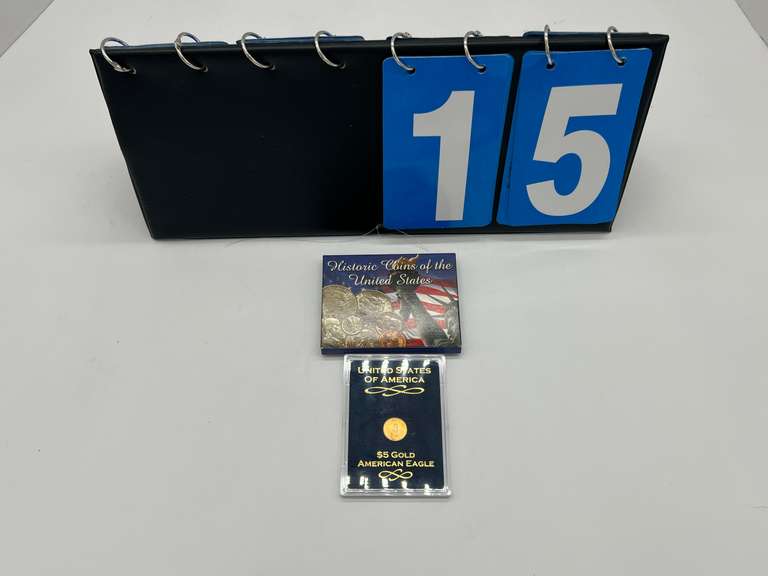 15
Historic Coins of the
United States
UNITED STATES
OF AMERICA
$5 GOLD
AMERICAN EAGLE